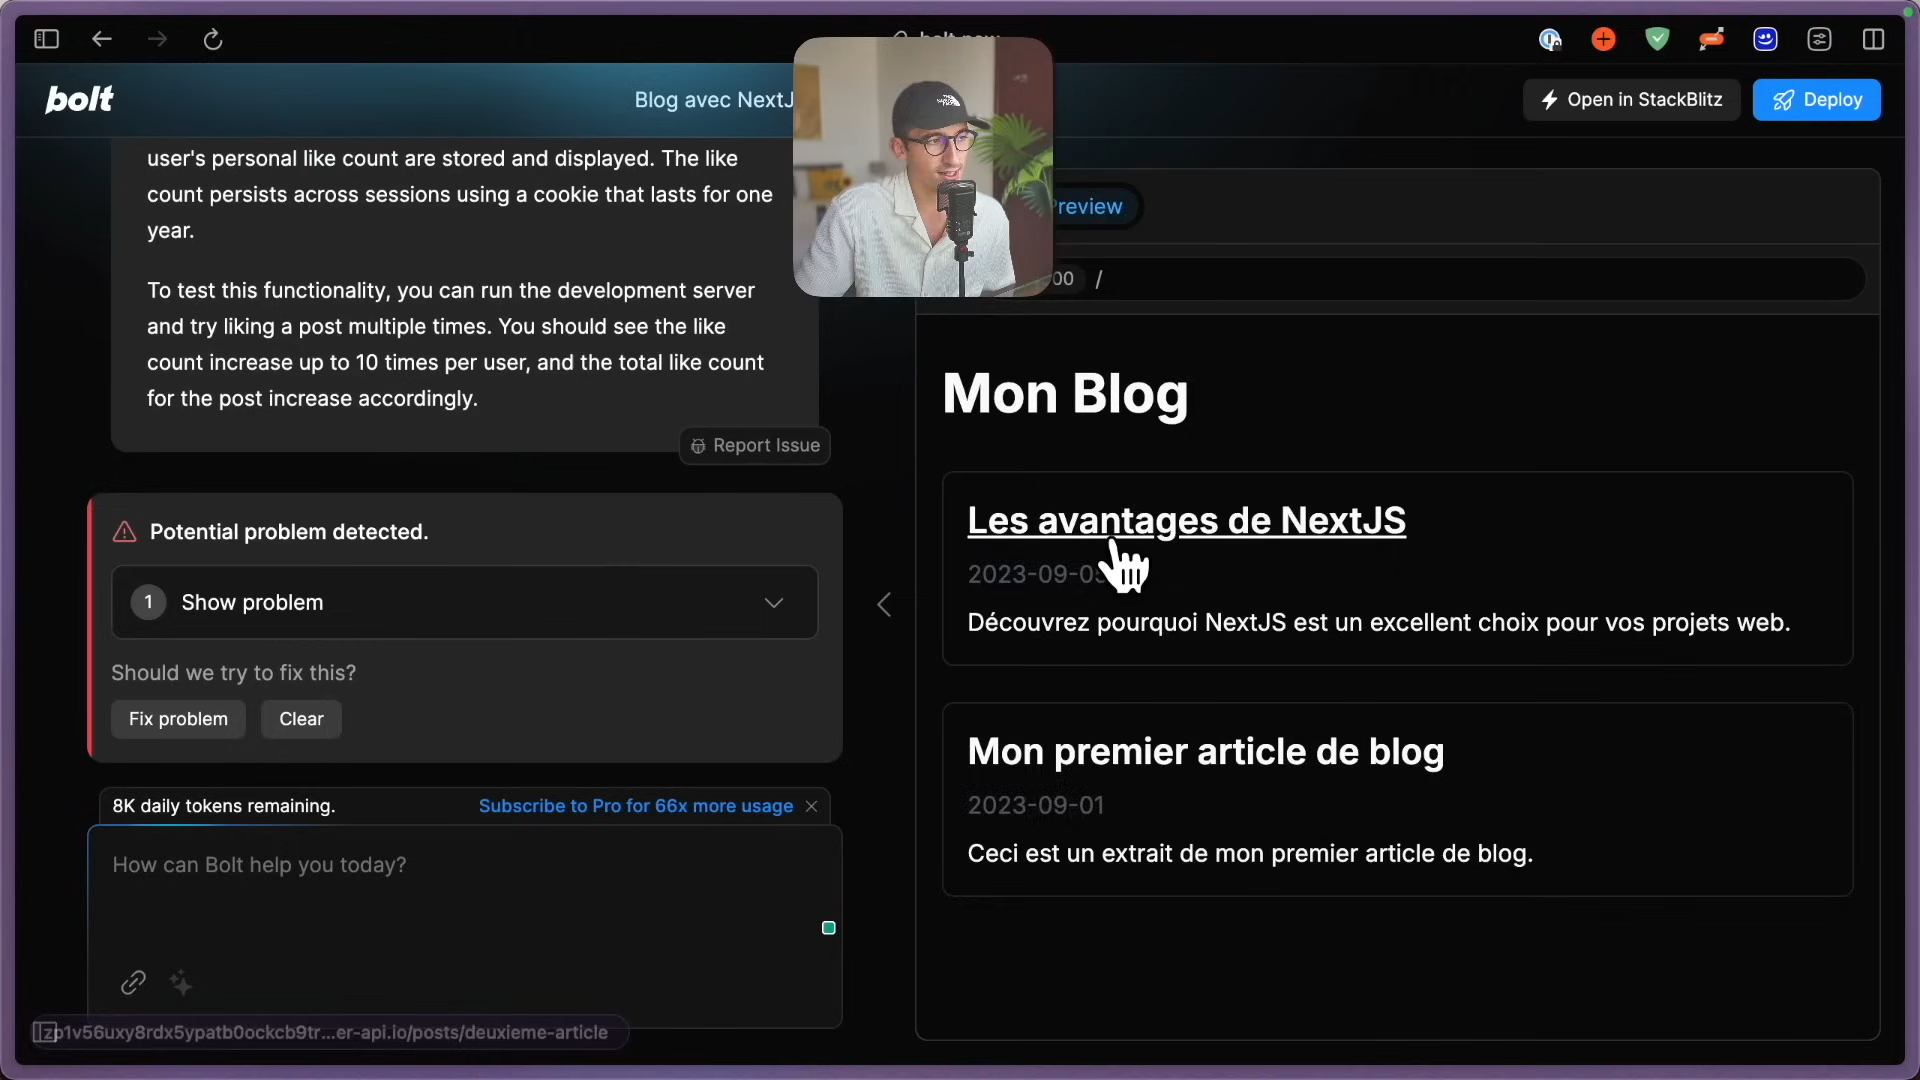 bolt
Blog avec NextJ
Open in StackBlitz
Deploy
user's personal like count are stored and displayed. The like
count persists across sessions using a cookie that lasts for one
year.
To test this functionality, you can run the development server
and try liking a post multiple times. You should see the like
count increase up to 10 times per user, and the total like count
for the post increase accordingly.
Report Issue
Potential problem detected.
1 Show problem
Should we try to fix this?
Fix problem
Clear
8K daily tokens remaining.
Subscribe to Pro for 66x more usage
How can Bolt help you today?
zp1v56uxy8rdx5ypatb0ockcb9tr...er-api.io/posts/deuxieme-article
Preview
00 /
Mon Blog
Les avantages de NextJS
2023-09-05
Découvrez pourquoi NextJS est un excellent choix pour vos projets web.
Mon premier article de blog
2023-09-01
Ceci est un extrait de mon premier article de blog.